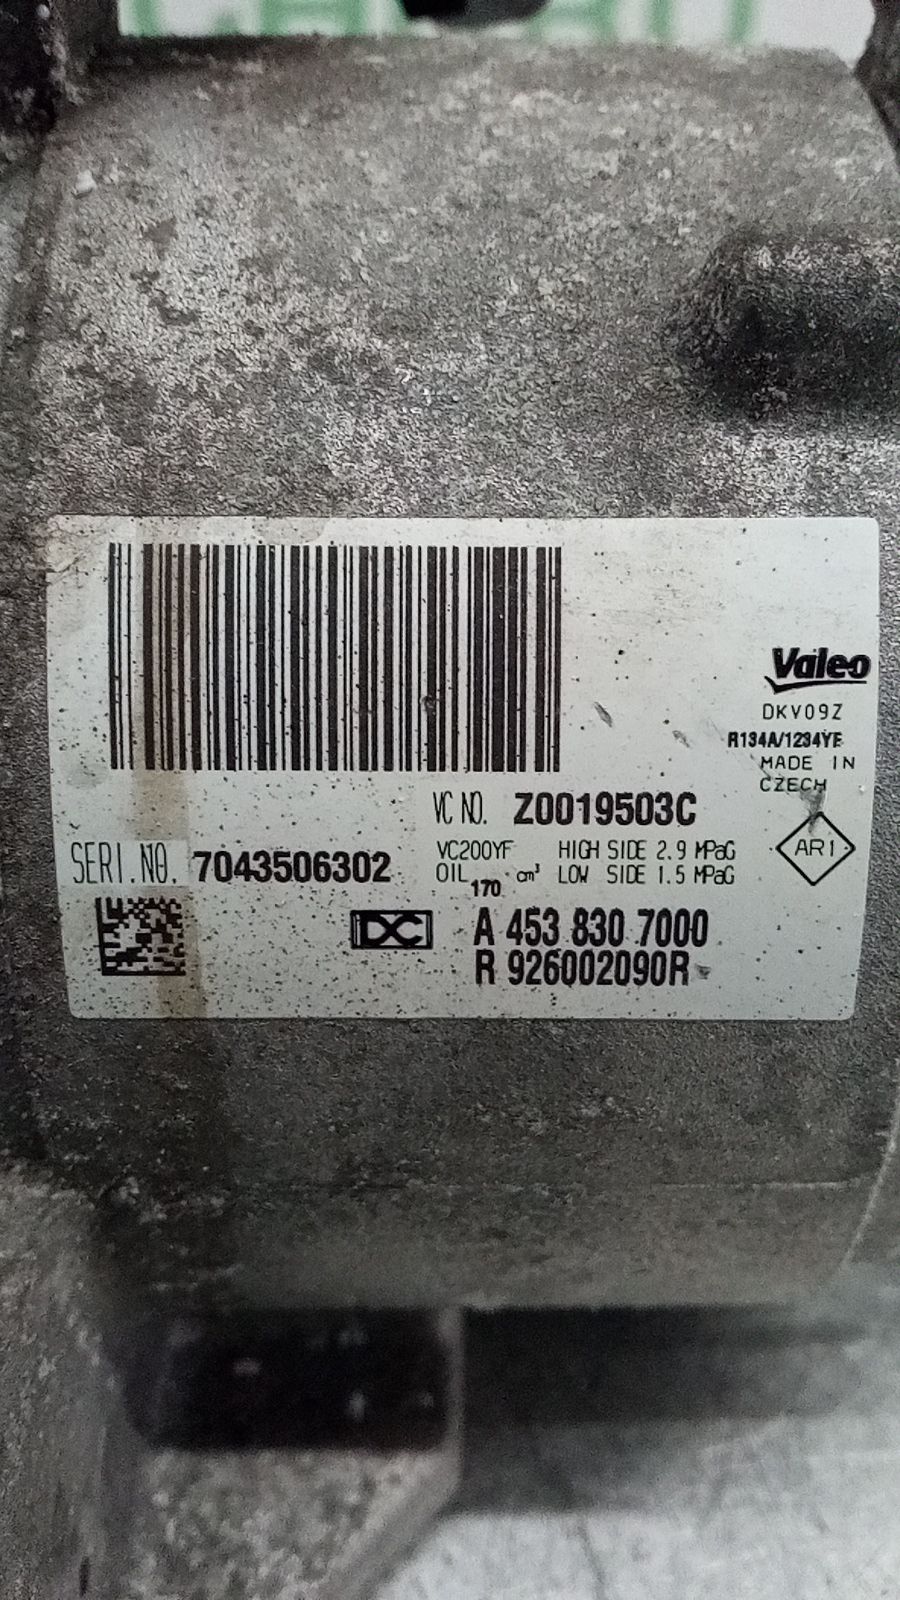 Valeo
DKV09Z
R134A/1234YF
MADE IN
CZECH
VC NO. Z0019503C
SERI.NO. 7043506302
VC200YF HIGH SIDE 2.9 MPaG
OIL 170 cm³ LOW SIDE 1.5 MPaG
AR1
DC A 453 830 7000
R 926002090R